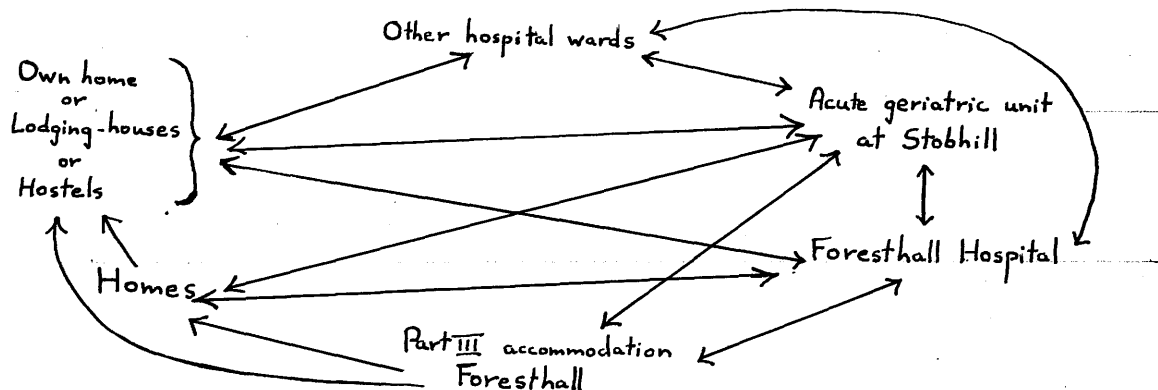 Other hospital wards
Own home
or
Lodging-houses
or
Hostels
Acute geriatric unit
at Stobhill
Foresthall Hospital
Homes
Part III accommodation
Foresthall